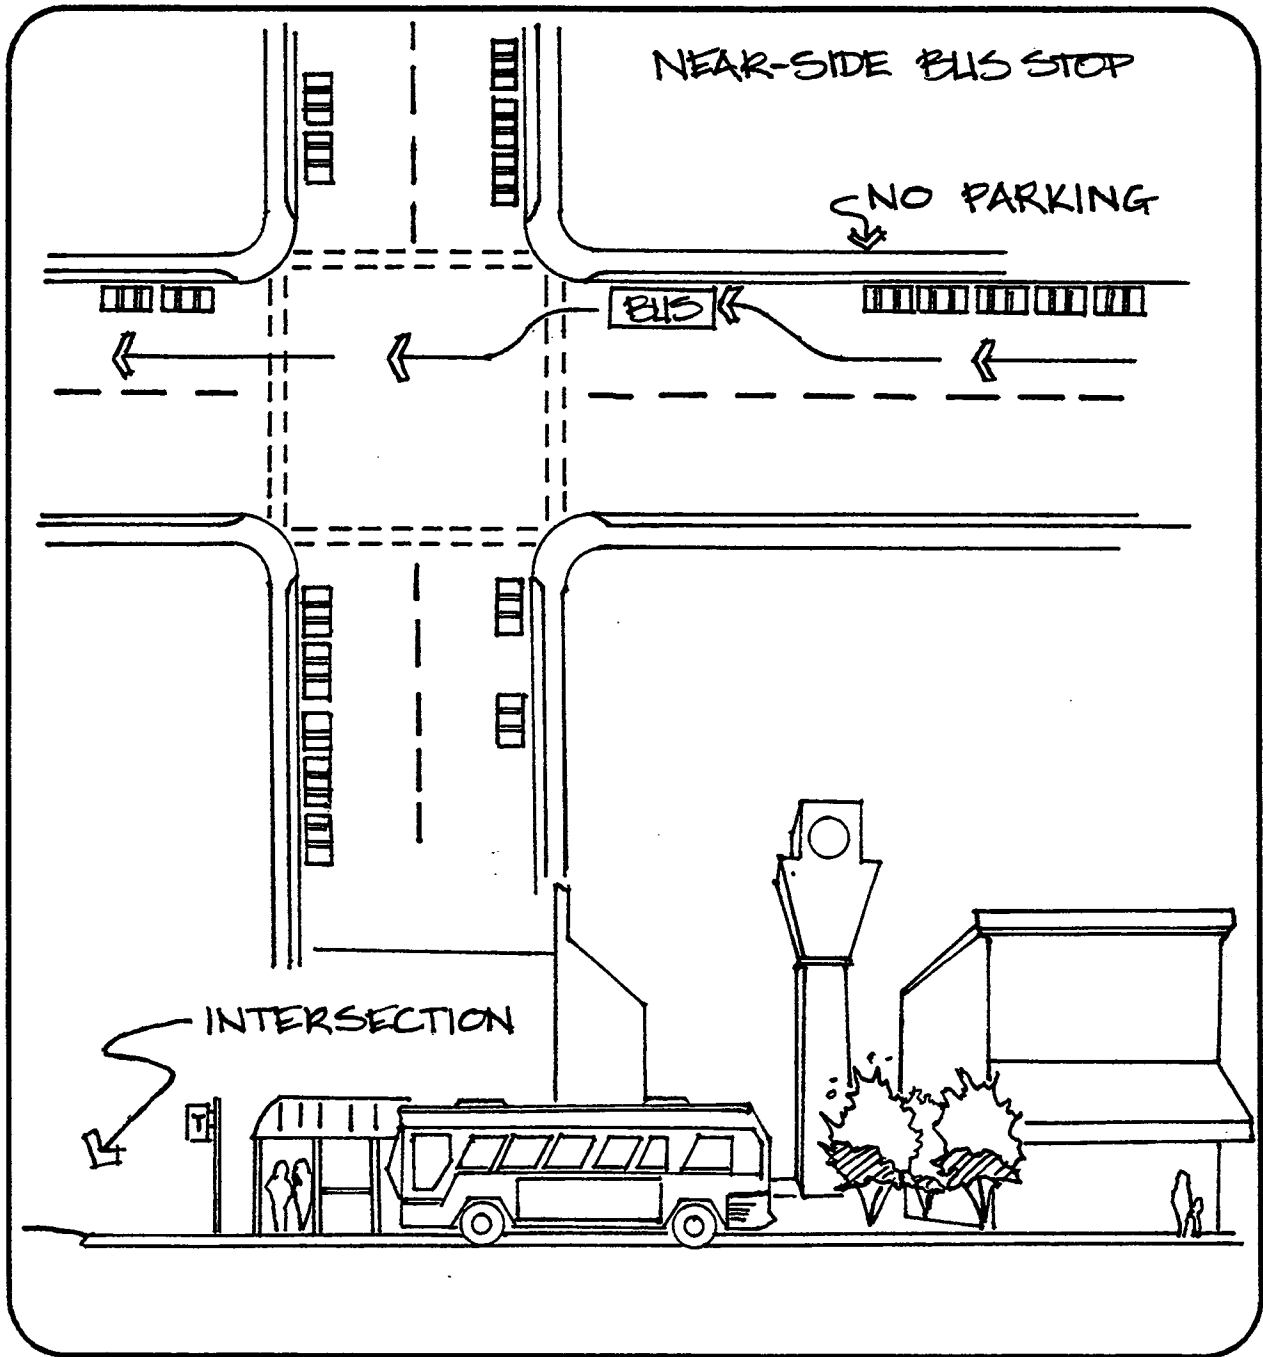 NEAR-SIDE BUS STOP
NO PARKING
BUS
INTERSECTION
T